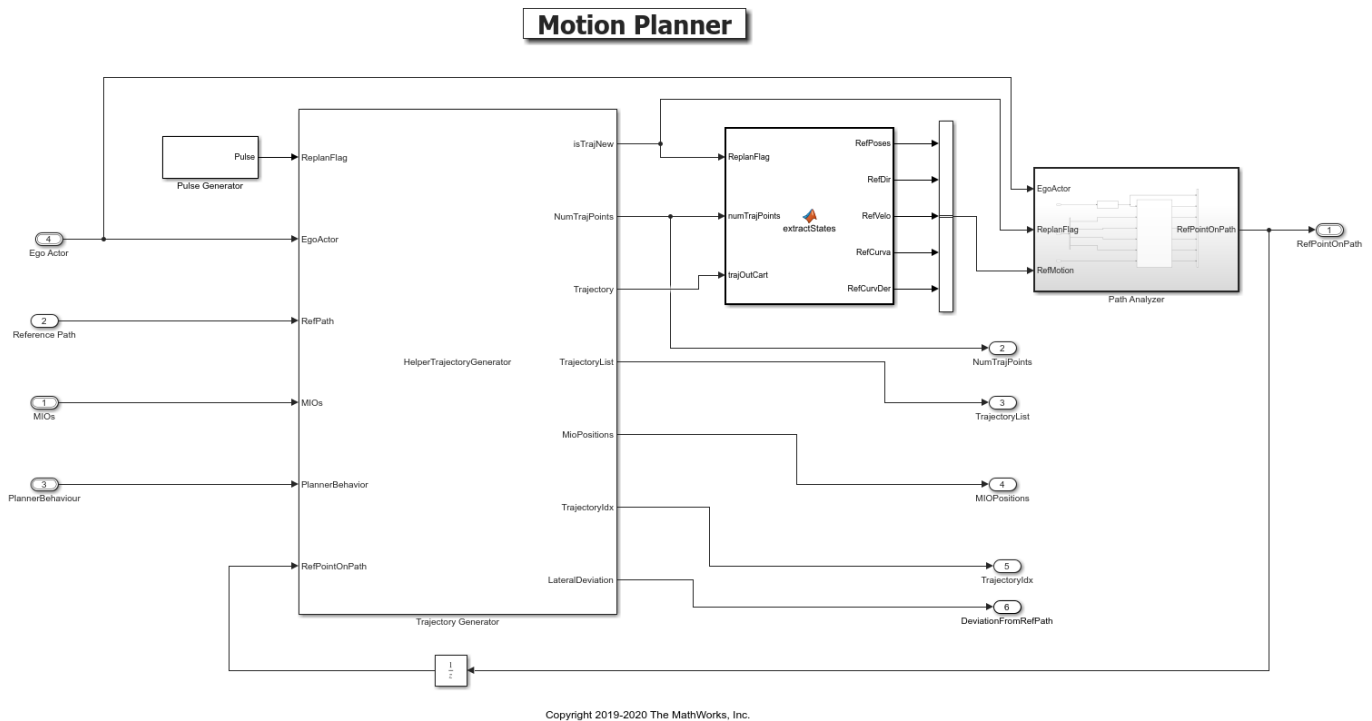 Motion Planner
Pulse
Pulse Generator
4
Ego Actor
2
Reference Path
1
MIOs
3
PlannerBehaviour
ReplanFlag
EgoActor
RefPath
MIOs
PlannerBehavior
RefPointOnPath
HelperTrajectoryGenerator
isTrajNew
NumTrajPoints
Trajectory
TrajectoryList
MioPositions
TrajectoryIdx
LateralDeviation
Trajectory Generator
ReplanFlag
numTrajPoints
trajOutCart
extractStates
RefPoses
RefDir
RefVelo
RefCurva
RefCurvDer
EgoActor
ReplanFlag
RefMotion
RefPointOnPath
Path Analyzer
1
RefPointOnPath
2
NumTrajPoints
3
TrajectoryList
4
MIOPositions
5
TrajectoryIdx
6
DeviationFromRefPath
1
z
Copyright 2019-2020 The MathWorks, Inc.